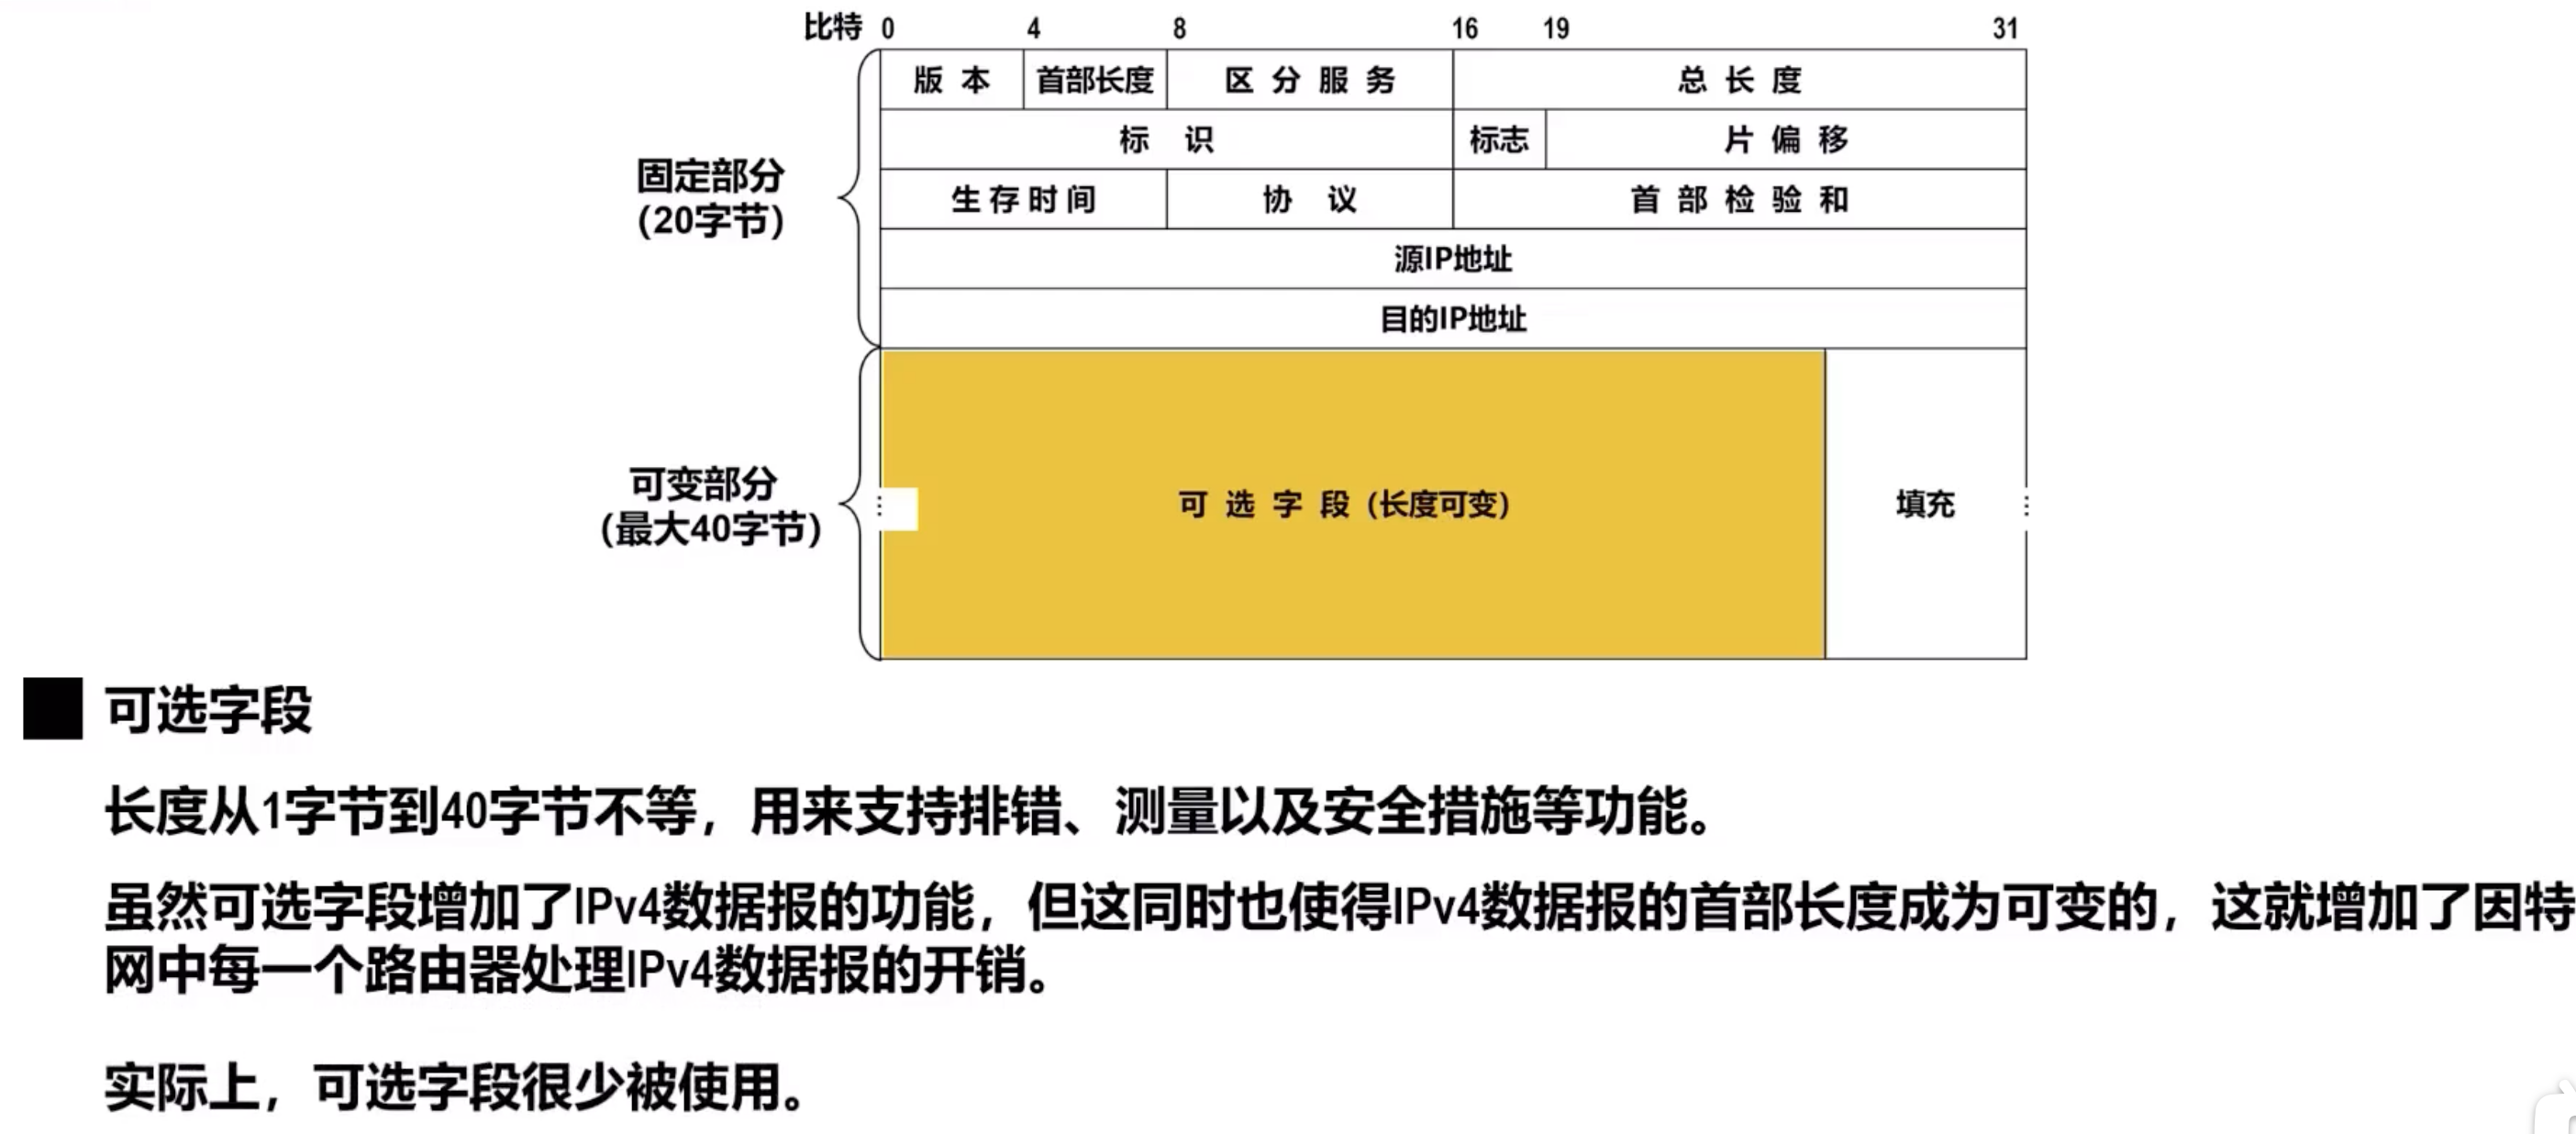 比特 0 4 8 16 19 31
版 本 首部长度 区 分 服 务 总 长 度
标 识 标志 片 偏 移
固定部分
(20字节)
生 存 时 间 协 议 首 部 检 验 和
源IP地址
目的IP地址
可变部分
(最大40字节)
可 选 字 段 (长度可变) 填充
可选字段
长度从1字节到40字节不等，用来支持排错、测量以及安全措施等功能。
虽然可选字段增加了IPv4数据报的功能，但这同时也使得IPv4数据报的首部长度成为可变的，这就增加了因特
网中每一个路由器处理IPv4数据报的开销。
实际上，可选字段很少被使用。